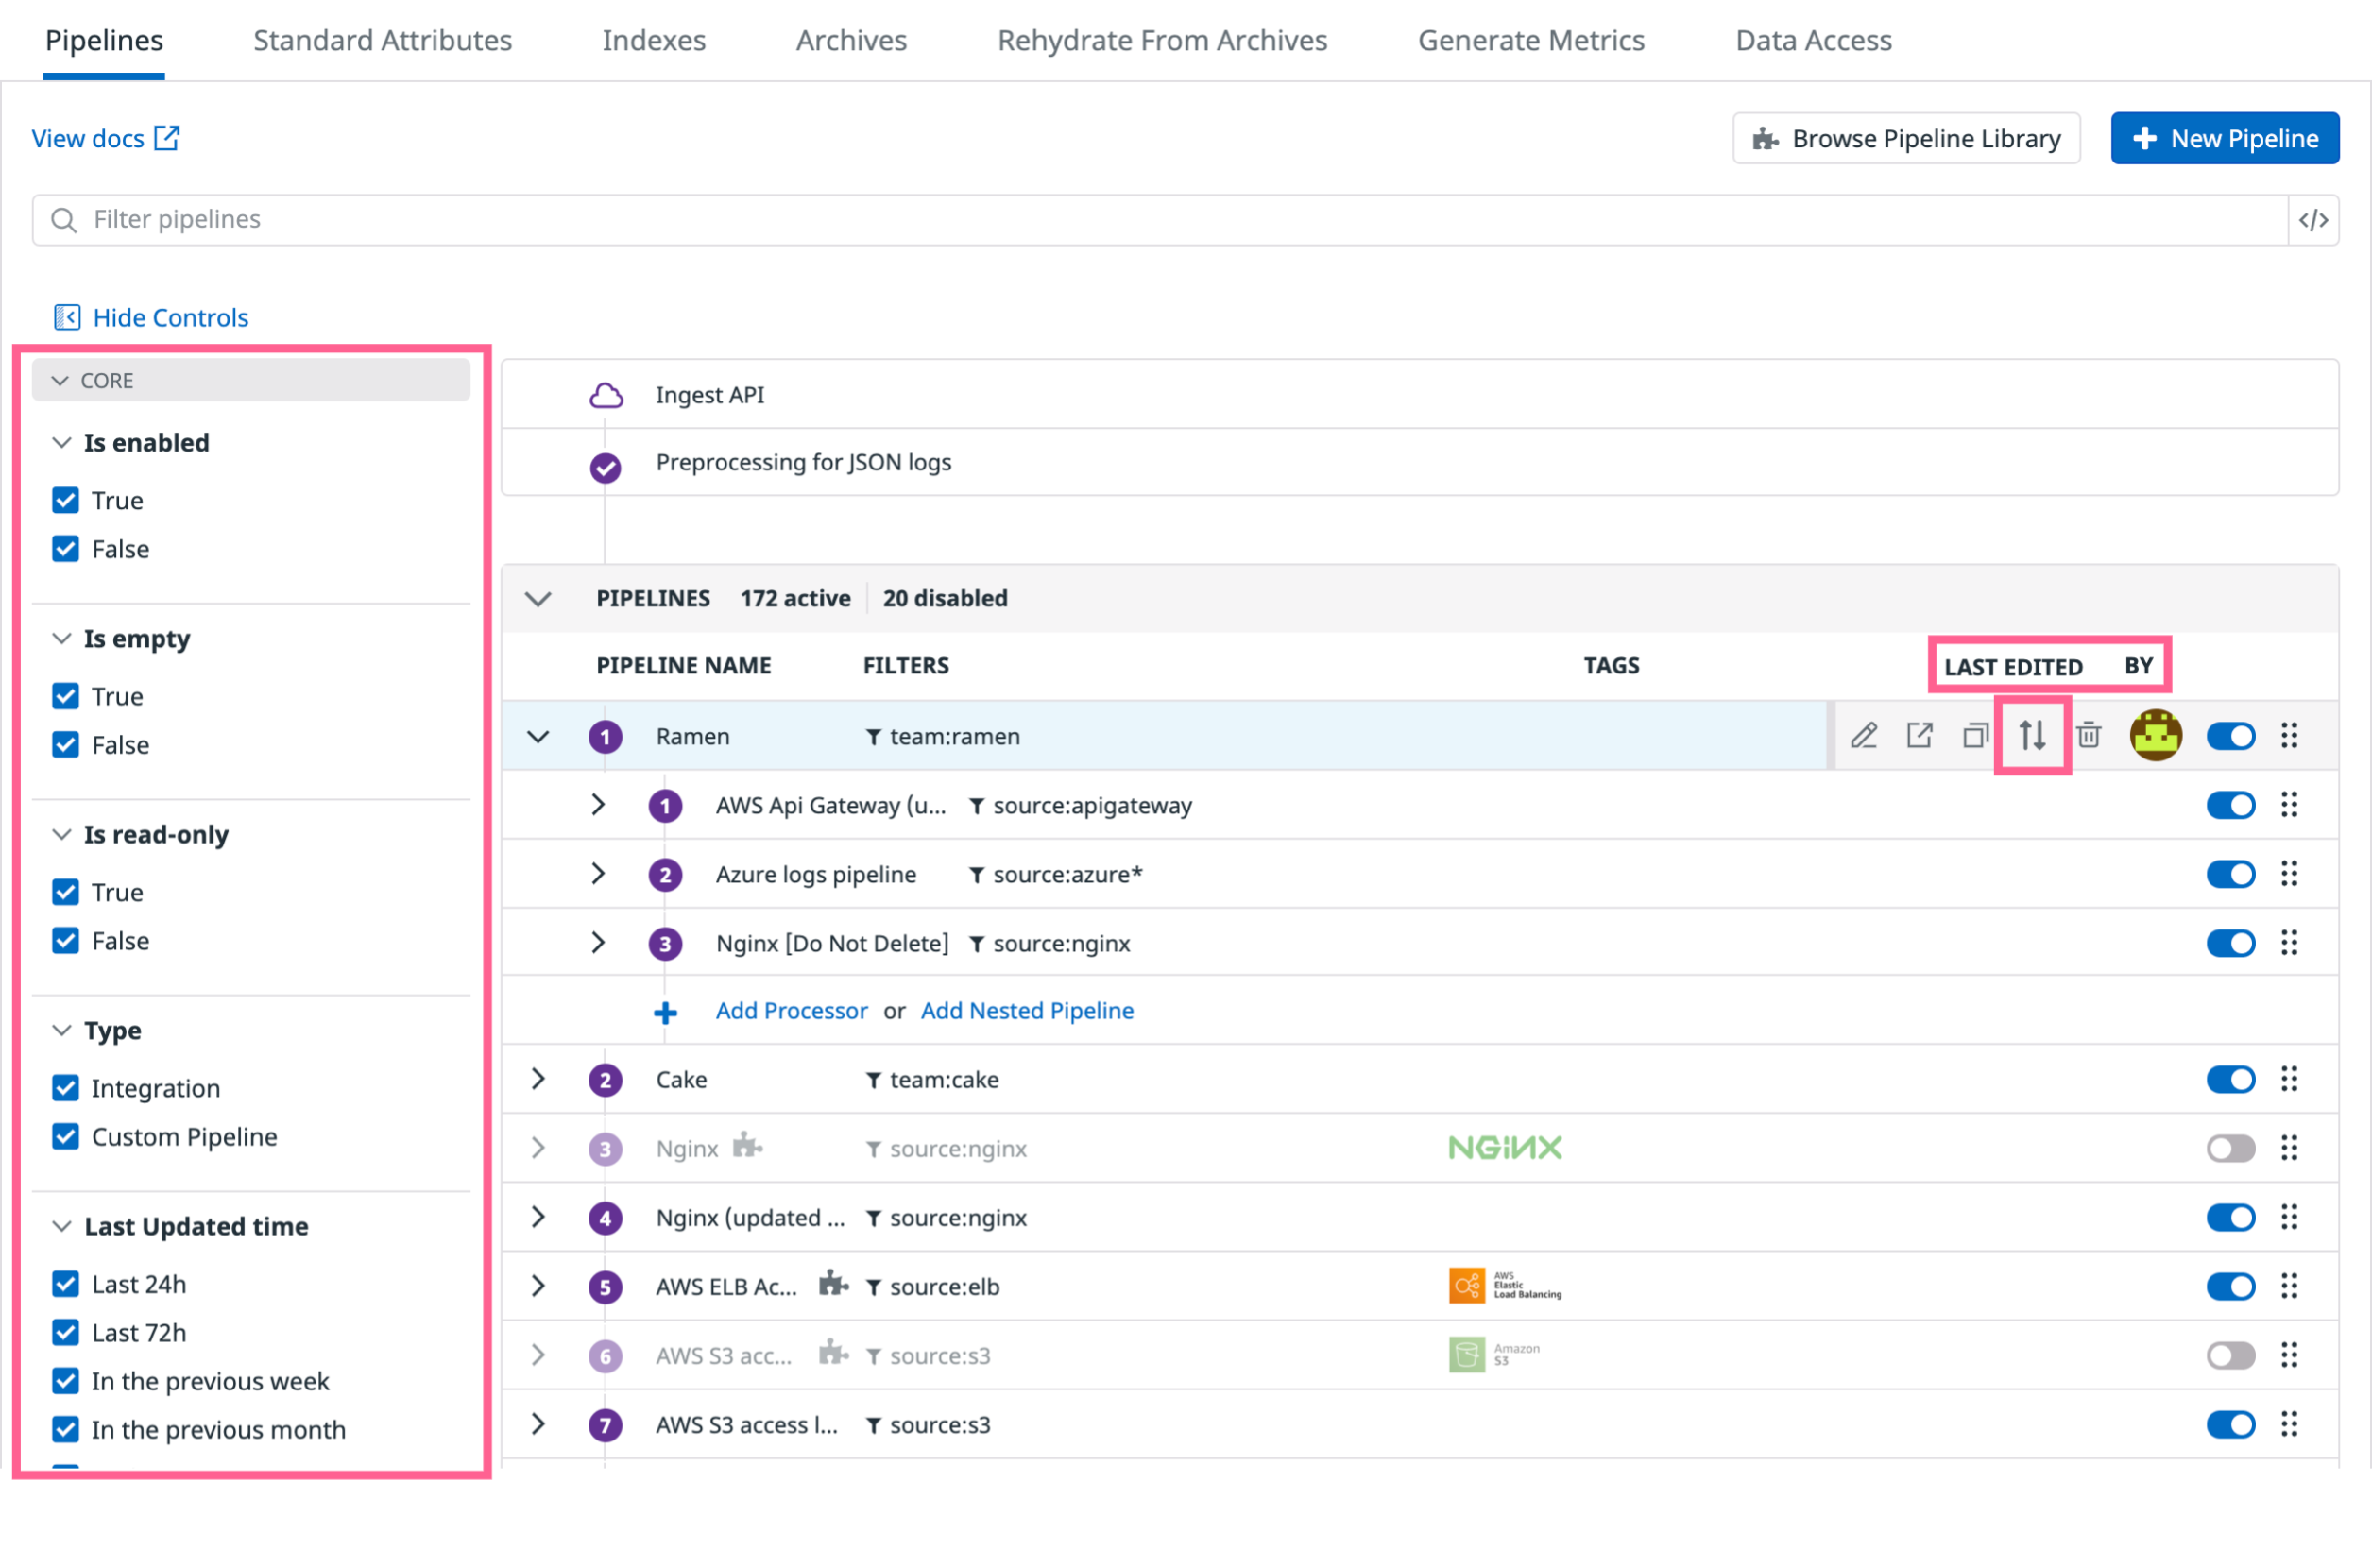 Pipelines Standard Attributes Indexes Archives Rehydrate From Archives Generate Metrics Data Access
View docs Browse Pipeline Library New Pipeline
Filter pipelines </>
Hide Controls
CORE
Is enabled
True
False
Is empty
True
False
Is read-only
True
False
Type
Integration
Custom Pipeline
Last Updated time
Last 24h
Last 72h
In the previous week
In the previous month
Ingest API
Preprocessing for JSON logs
PIPELINES 172 active 20 disabled
PIPELINE NAME FILTERS TAGS LAST EDITED BY
1 Ramen team:ramen
1 AWS Api Gateway (u... source:apigateway
2 Azure logs pipeline source:azure*
3 Nginx [Do Not Delete] source:nginx
Add Processor or Add Nested Pipeline
2 Cake team:cake
3 Nginx source:nginx NGINX
4 Nginx (updated ... source:nginx
5 AWS ELB Ac... source:elb AWS Elastic Load Balancing
6 AWS S3 acc... source:s3 Amazon S3
7 AWS S3 access l... source:s3